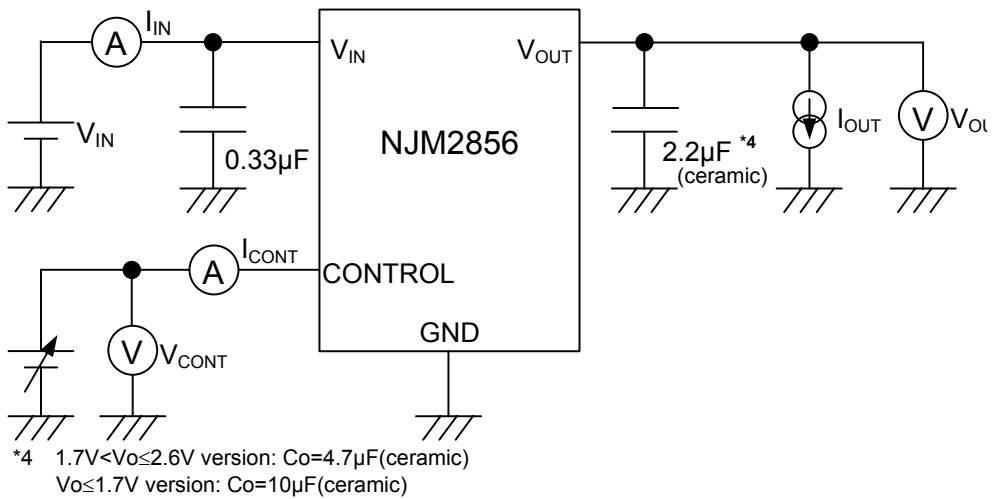 A
I_IN
V_IN
0.33µF
V_IN
V_OUT
NJM2856
2.2µF *4
(ceramic)
I_OUT
V
V_OU
A
I_CONT
CONTROL
V
V_CONT
GND
*4 1.7V<Vo≤2.6V version: Co=4.7µF(ceramic)
Vo≤1.7V version: Co=10µF(ceramic)